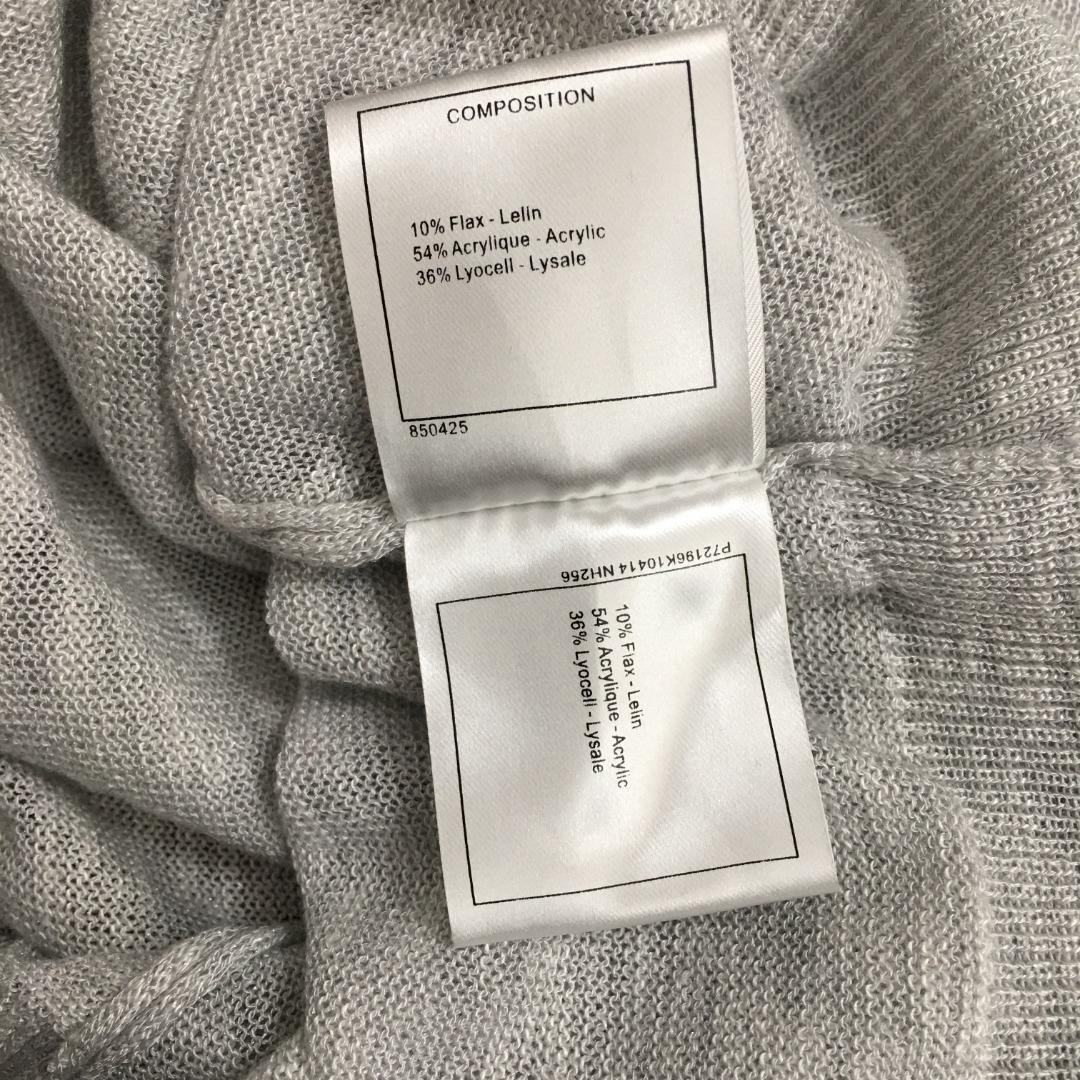 COMPOSITION
10% Flax - Lelin
54% Acrylique - Acrylic
36% Lyocell - Lysale
850425
P72196K10414 NH256
10% Flax - Lelin
54% Acrylique - Acrylic
36% Lyocell - Lysale